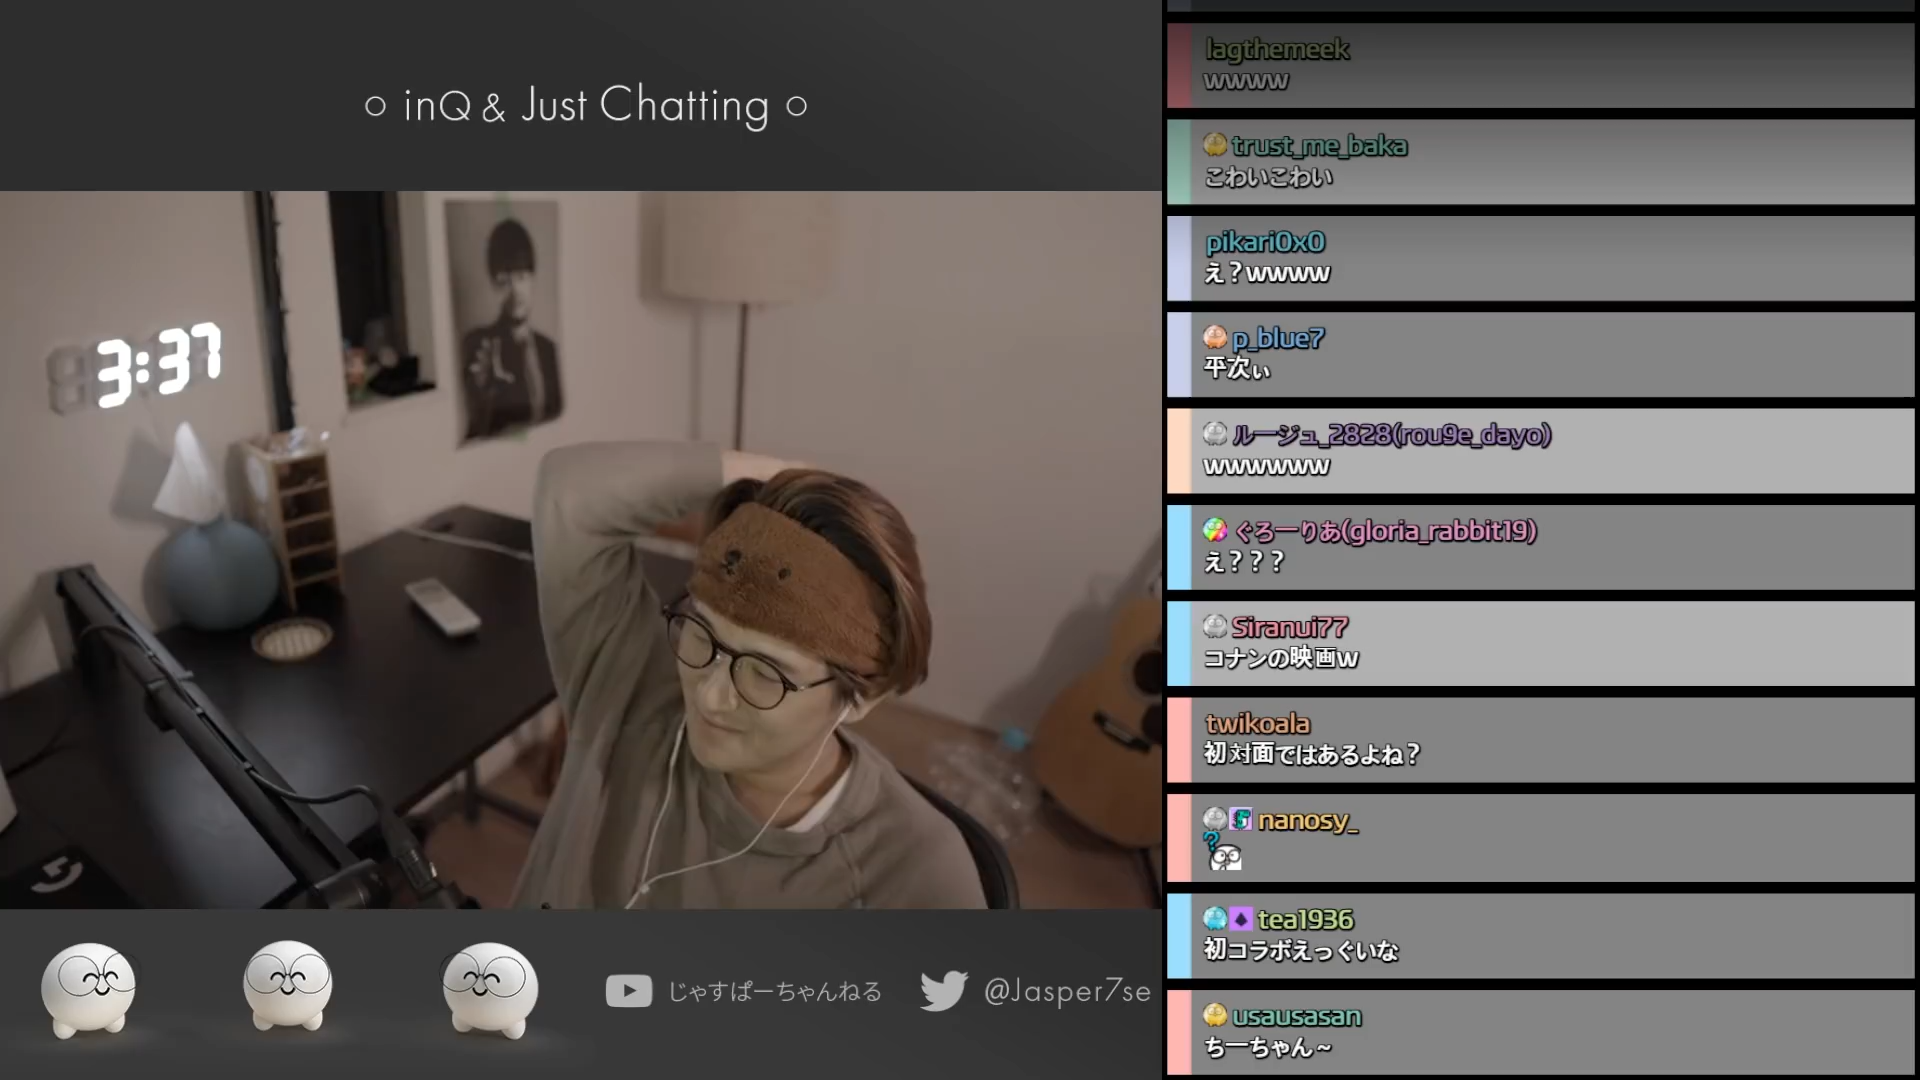 ○ inQ & Just Chatting ○
3:37
じゃすぱーちゃんねる
@Jasper7se
lagthemeek
wwww
trust_me_baka
こわいこわい
pikari0x0
え？wwww
p_blue7
平次ぃ
ルージュ_2828(rou9e_dayo)
wwwwww
ぐろーりあ(gloria_rabbit19)
え？？？
Siranui77
コナンの映画w
twikoala
初対面ではあるよね？
nanosy_
?
tea1936
初コラボえっぐいな
usausasan
ちーちゃん～